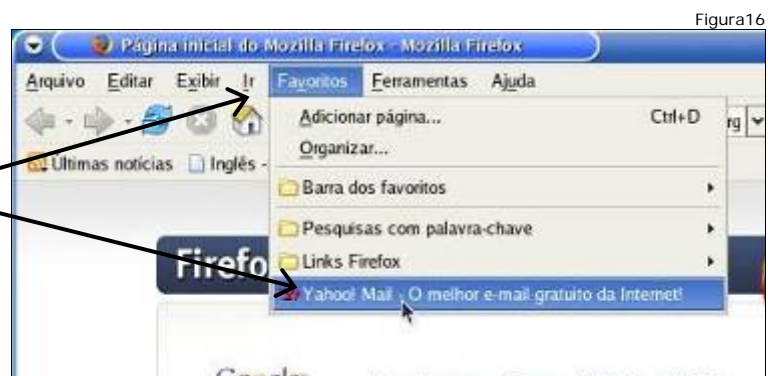 Figura16
Página inicial do Mozilla Firefox - Mozilla Firefox
Arquivo Editar Exibir Ir Favoritos Ferramentas Ajuda
Adicionar página... Ctrl+D
rg
Organizar...
Últimas notícias Inglês -
Barra dos favoritos
Pesquisas com palavra-chave
Links Firefox
Firefo
Yahoo! Mail - O melhor e-mail gratuito da Internet!